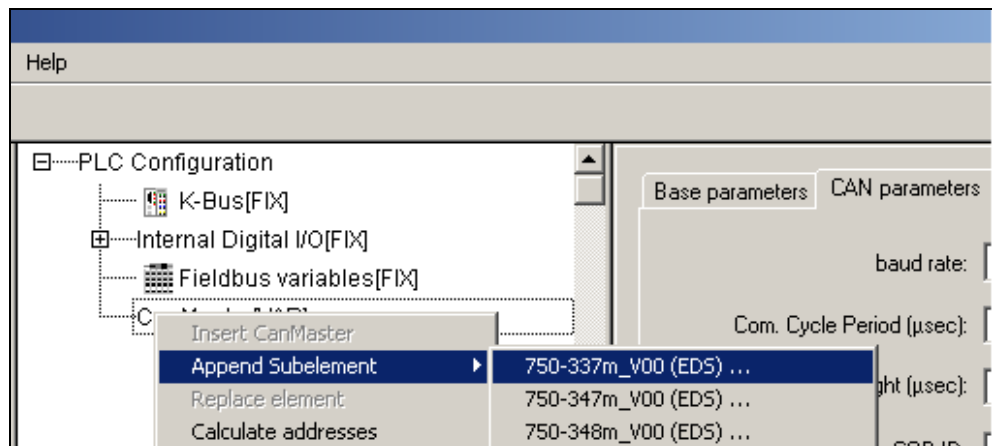 Help
PLC Configuration
K-Bus[FIX]
Internal Digital I/O[FIX]
Fieldbus variables[FIX]
Insert CanMaster
Append Subelement
Replace element
Calculate addresses
750-337m_V00 (EDS) ...
750-347m_V00 (EDS) ...
750-348m_V00 (EDS) ...
Base parameters CAN parameters
baud rate:
Com. Cycle Period (µsec):
(µsec):